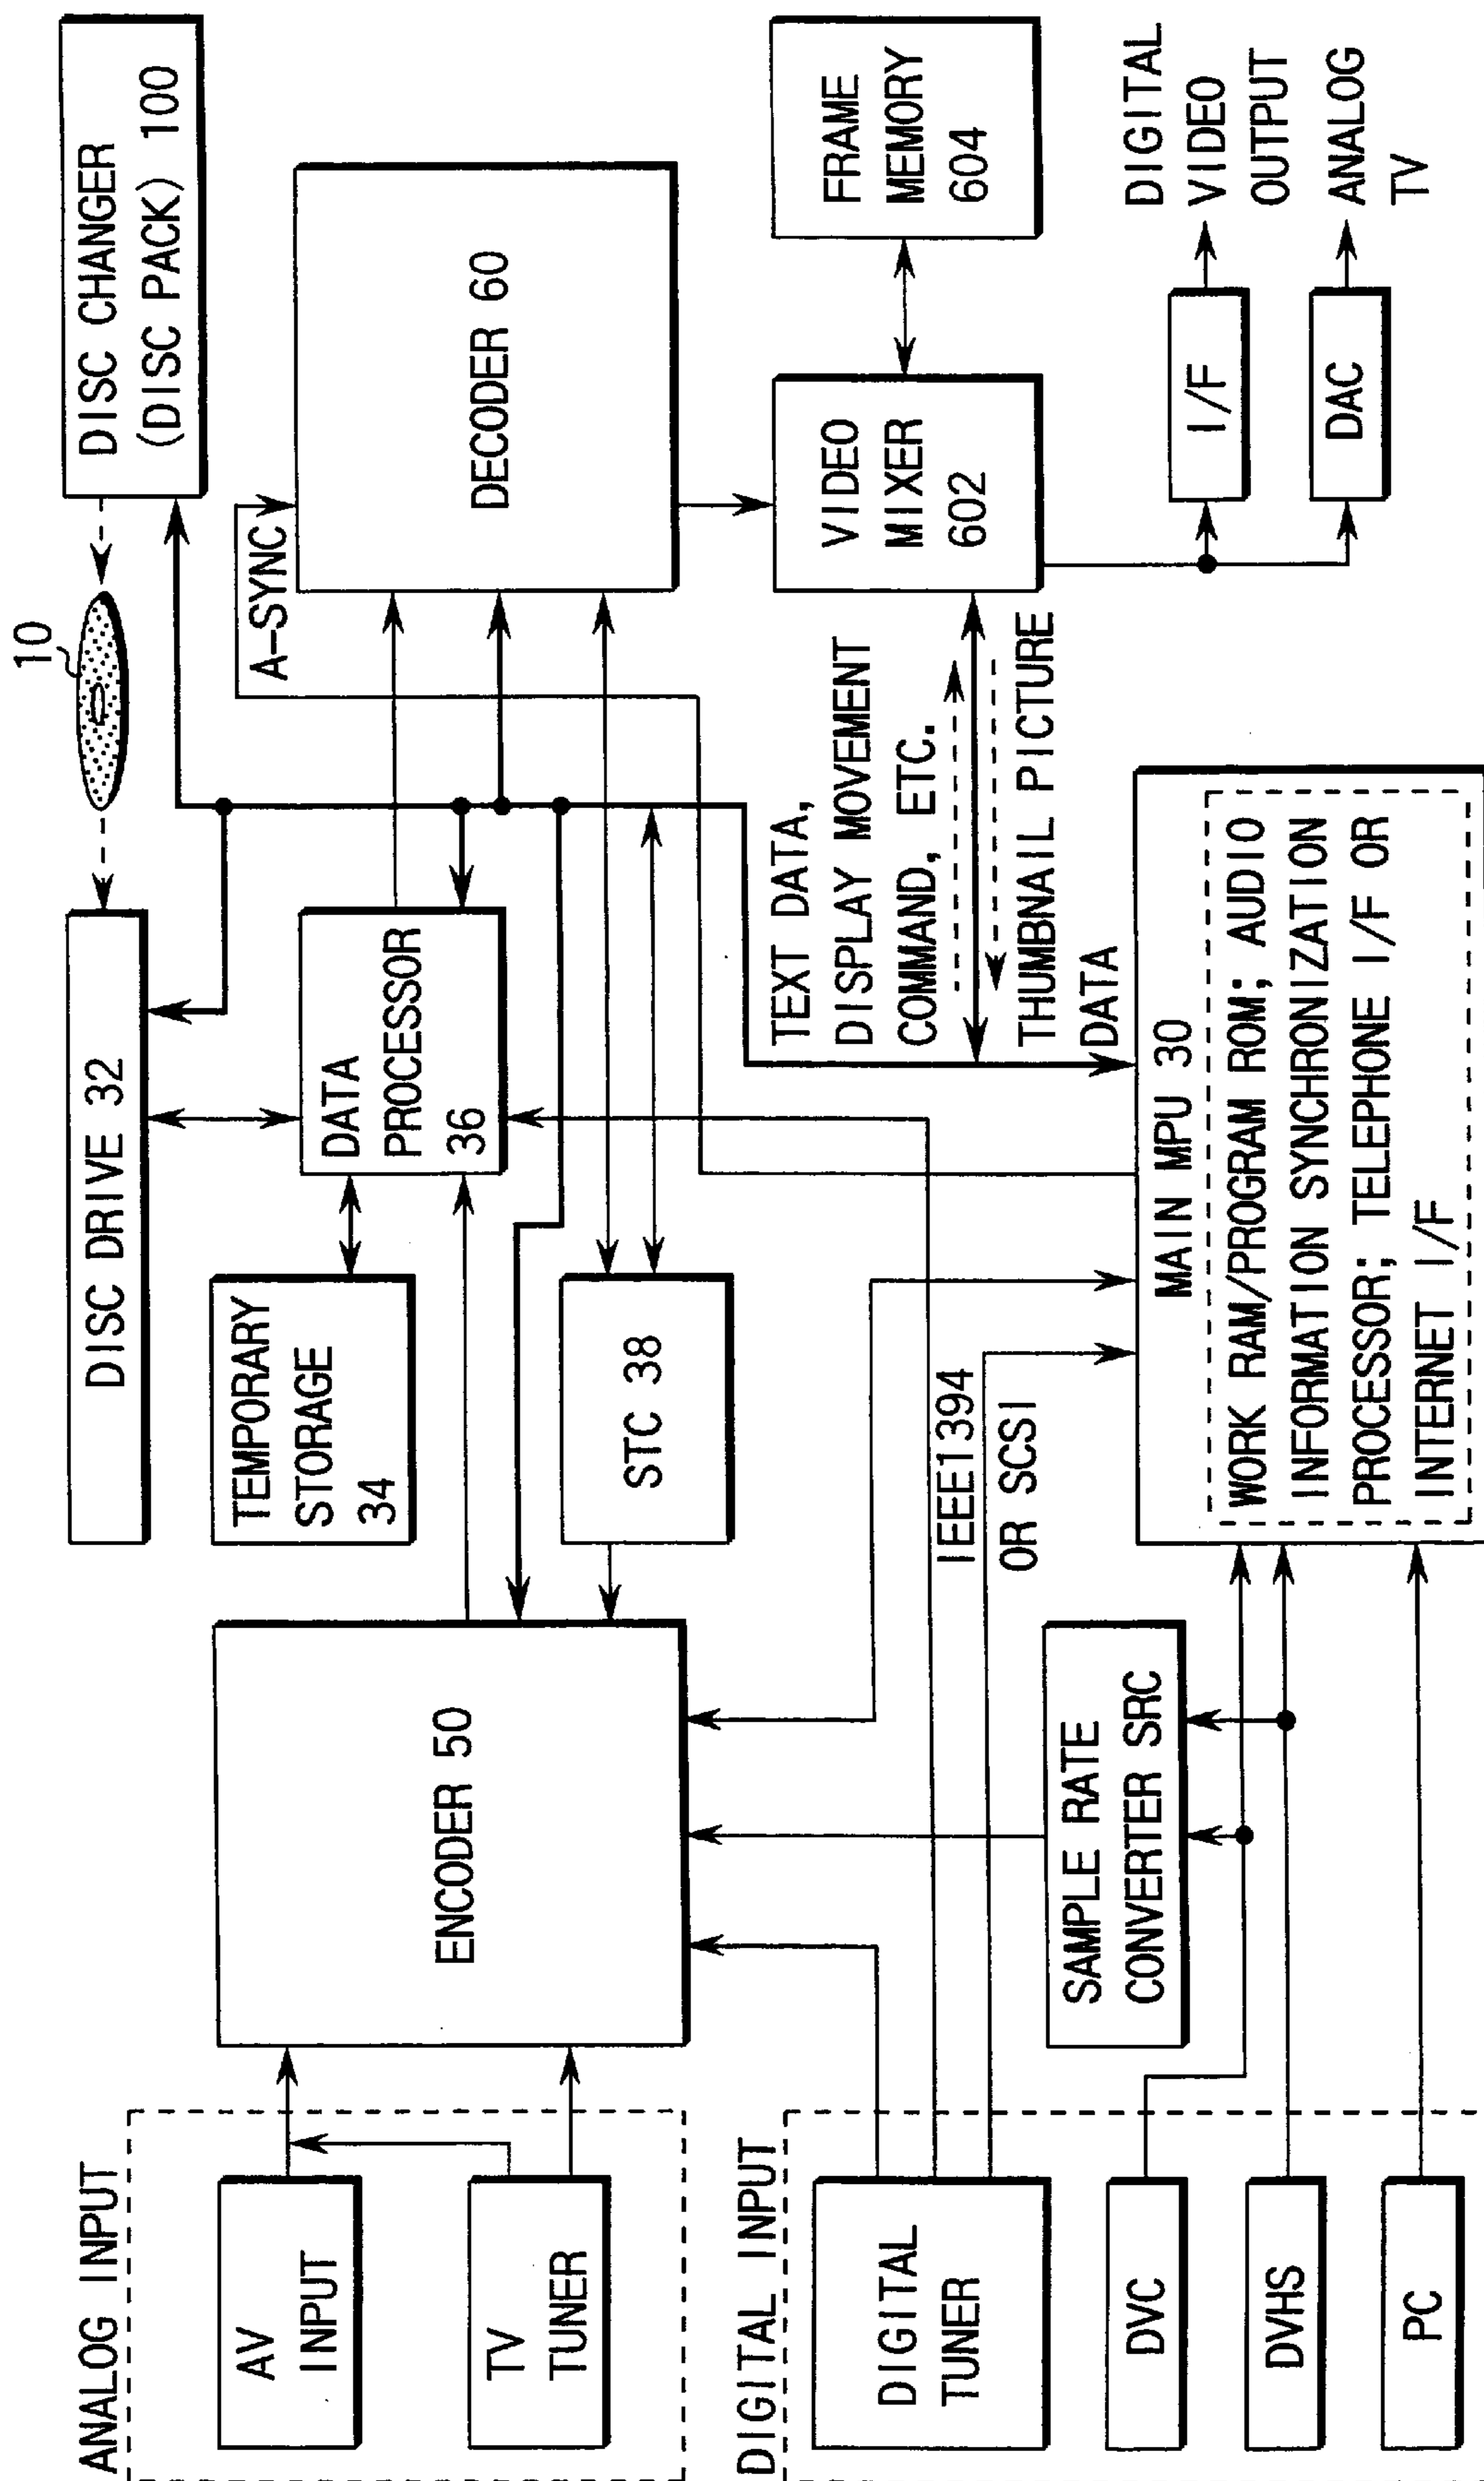 DISC CHANGER
(DISC PACK) 100
10
DISC DRIVE 32
A-SYNC
DECODER 60
DATA
PROCESSOR
36
TEMPORARY
STORAGE
34
STC 38
ENCODER 50
ANALOG INPUT
AV
INPUT
TV
TUNER
FRAME
MEMORY
604
VIDEO
MIXER
602
DIGITAL
VIDEO
OUTPUT
ANALOG
TV
I/F
DAC
TEXT DATA,
DISPLAY MOVEMENT
COMMAND, ETC.
THUMBNAIL PICTURE
DATA
IEEE1394
OR SCSI
MAIN MPU 30
WORK RAM/PROGRAM ROM; AUDIO
INFORMATION SYNCHRONIZATION
PROCESSOR; TELEPHONE I/F OR
INTERNET I/F
SAMPLE RATE
CONVERTER SRC
DIGITAL INPUT
DIGITAL
TUNER
DVC
DVHS
PC